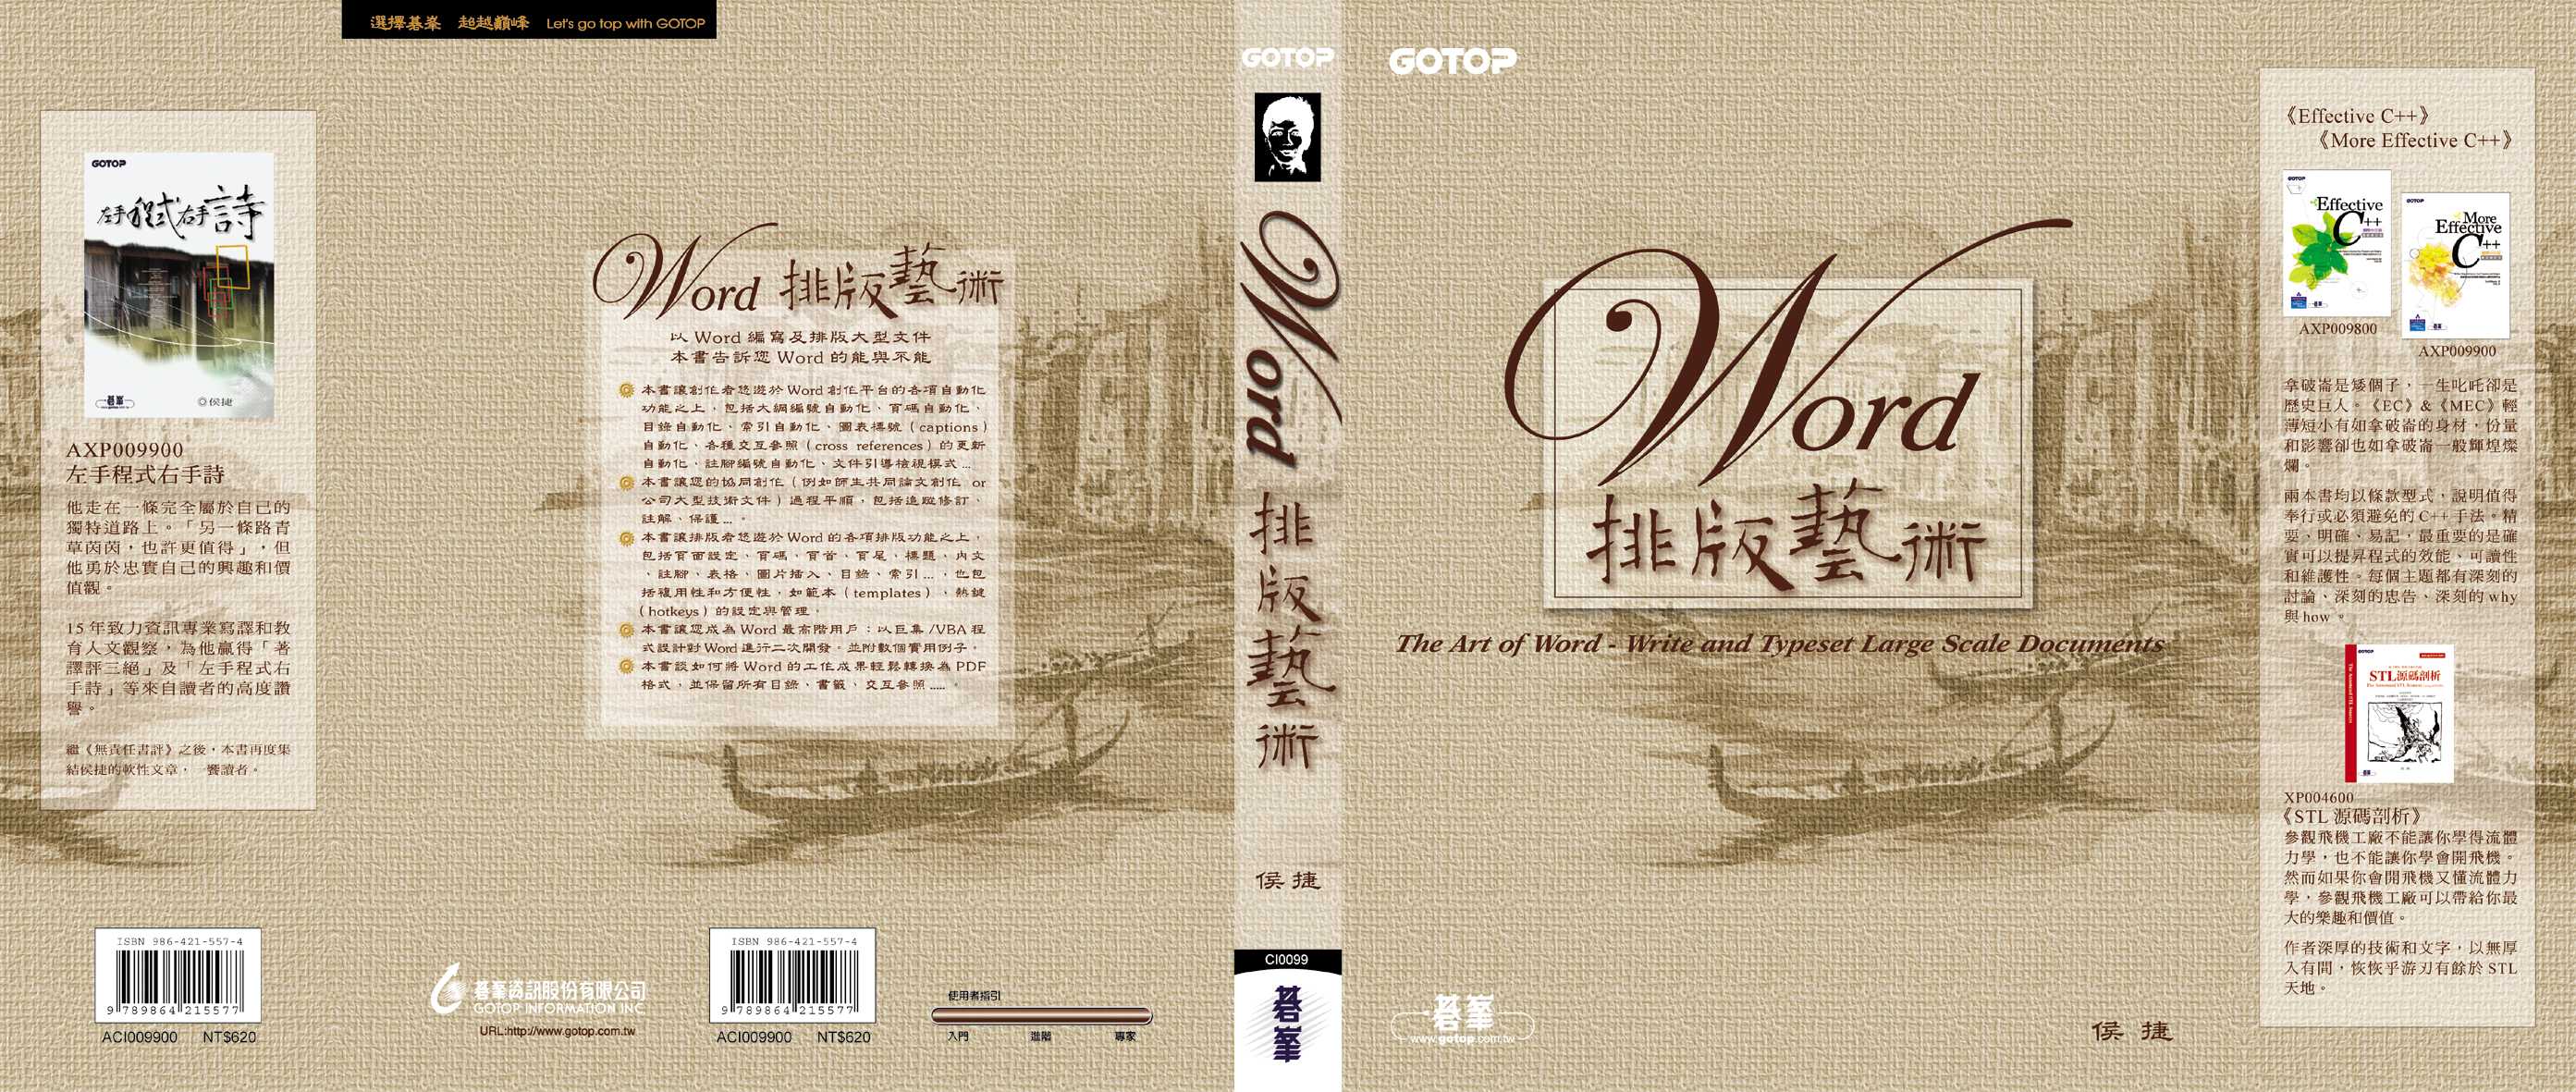 選擇碁峯 超越巔峰 Let's go top with GOTOP
GOTOP
左手程式右手詩
碁峯
◎侯捷
AXP009900
左手程式右手詩
他走在一條完全屬於自己的
獨特道路上。「另一條路青
草茵茵，也許更值得」，但
他勇於忠實自己的興趣和價
值觀。
15 年致力資訊專業寫譯和教
育人文觀察，為他贏得「著
譯評三絕」及「左手程式右
手詩」等來自讀者的高度讚
譽。
繼《無責任書評》之後，本書再度集
結侯捷的軟性文章，一饗讀者。
ISBN 986-421-557-4
9 789864 215577
ACI009900 NT$620
Word 排版藝術
以 Word 編寫及排版大型文件
本書告訴您 Word 的能與不能
本書讓創作者悠遊於 Word 創作平台的各項自動化
功能之上，包括大綱編號自動化、頁碼自動化、
目錄自動化、索引自動化、圖表標號（captions）
自動化、各種交互參照（cross references）的更新
自動化、註腳編號自動化、文件引導檢視模式 ...
本書讓您的協同創作（例如師生共同論文創作 or
公司大型技術文件）過程平順，包括追蹤修訂、
註解、保護 ... 。
本書讓排版者悠遊於 Word 的各項排版功能之上，
包括頁面設定、頁碼、頁首、頁尾、標題、內文
、註腳、表格、圖片插入、目錄、索引 ... ，也包
括複用性和方便性，如範本（templates）、熱鍵
（hotkeys）的設定與管理。
本書讓您成為 Word 最高階用戶：以巨集 /VBA 程
式設計對 Word 進行二次開發。並附數個實用例子。
本書談如何將 Word 的工作成果輕鬆轉換為 PDF
格式，並保留所有目錄、書籤、交互參照 ..... 。
碁峯資訊股份有限公司
GOTOP INFORMATION INC.
URL:http://www.gotop.com.tw
ISBN 986-421-557-4
9 789864 215577
ACI009900 NT$620
使用者指引
入門 進階 專家
GOTOP
Word 排版藝術
侯捷
CI0099
碁峯
GOTOP
Word
排版藝術
The Art of Word - Write and Typeset Large Scale Documents
碁峯
www.gotop.com.tw
侯 捷
《Effective C++》
《More Effective C++》
GOTOP
Effective
C++
碁峯
AXP009800
GOTOP
More
Effective
C++
碁峯
AXP009900
拿破崙是矮個子，一生叱吒卻是
歷史巨人。《EC》&《MEC》輕
薄短小有如拿破崙的身材，份量
和影響卻也如拿破崙一般輝煌燦
爛。
兩本書均以條款型式，說明值得
奉行或必須避免的 C++ 手法。精
要、明確、易記，最重要的是確
實可以提昇程式的效能、可讀性
和維護性。每個主題都有深刻的
討論、深刻的忠告、深刻的 why
與 how 。
GOTOP
STL源碼剖析
The Annotated STL Sources
碁峯
XP004600
《STL 源碼剖析》
參觀飛機工廠不能讓你學得流體
力學，也不能讓你學會開飛機。
然而如果你會開飛機又懂流體力
學，參觀飛機工廠可以帶給你最
大的樂趣和價值。
作者深厚的技術和文字，以無厚
入有間，恢恢乎游刃有餘於 STL
天地。